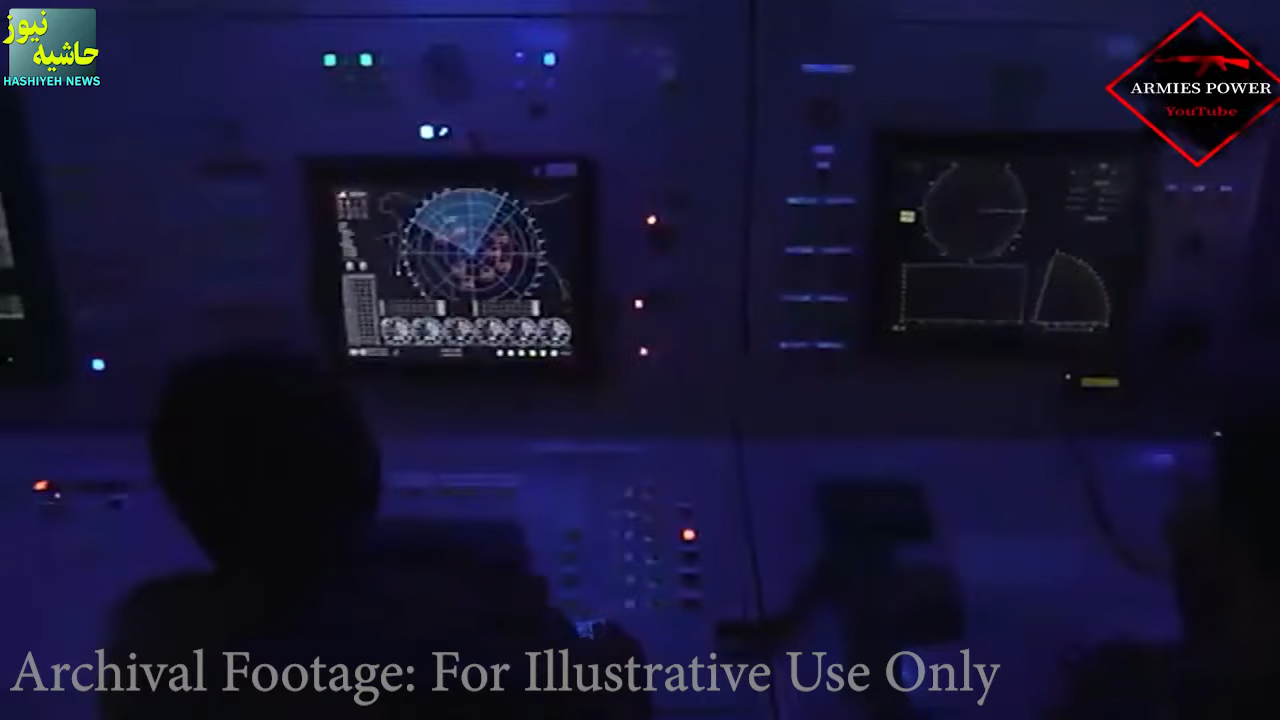 نیوز
حاشیه
HASHIYEH NEWS
ARMIES POWER
YouTube
Archival Footage: For Illustrative Use Only